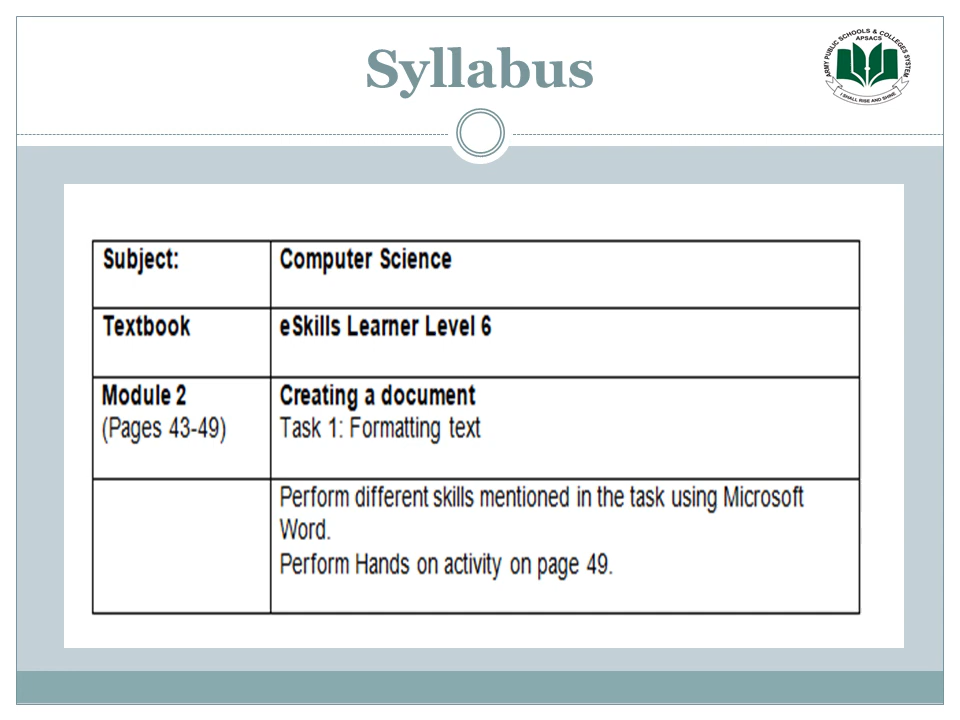 Syllabus
ARMY PUBLIC SCHOOLS & COLLEGES SYSTEM
APSACS
I SHALL RISE AND SHINE
Subject:
Computer Science
Textbook
eSkills Learner Level 6
Module 2
(Pages 43-49)
Creating a document
Task 1: Formatting text
Perform different skills mentioned in the task using Microsoft
Word.
Perform Hands on activity on page 49.